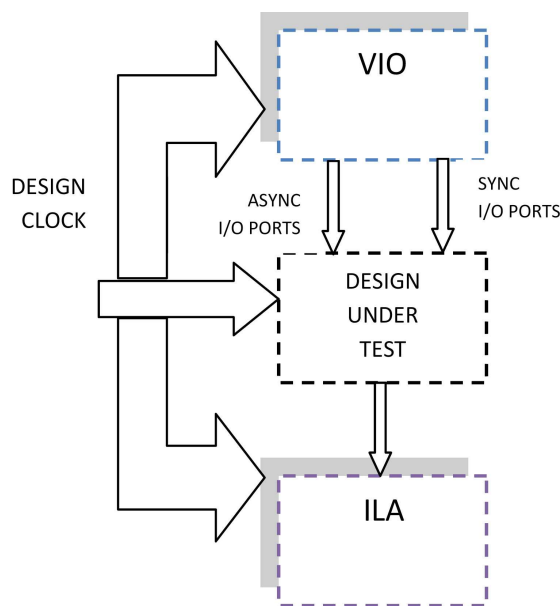 VIO
DESIGN
CLOCK
ASYNC
I/O PORTS
SYNC
I/O PORTS
DESIGN
UNDER
TEST
ILA